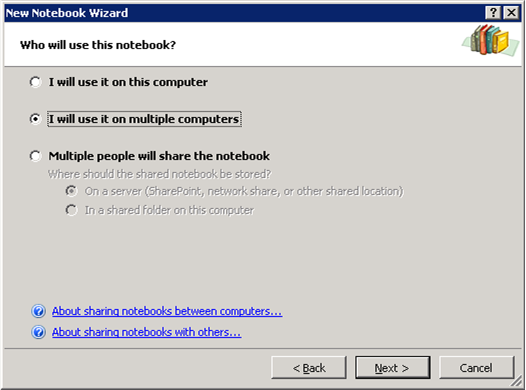 New Notebook Wizard
Who will use this notebook?
I will use it on this computer
I will use it on multiple computers
Multiple people will share the notebook
Where should the shared notebook be stored?
On a server (SharePoint, network share, or other shared location)
In a shared folder on this computer
About sharing notebooks between computers...
About sharing notebooks with others...
< Back Next > Cancel